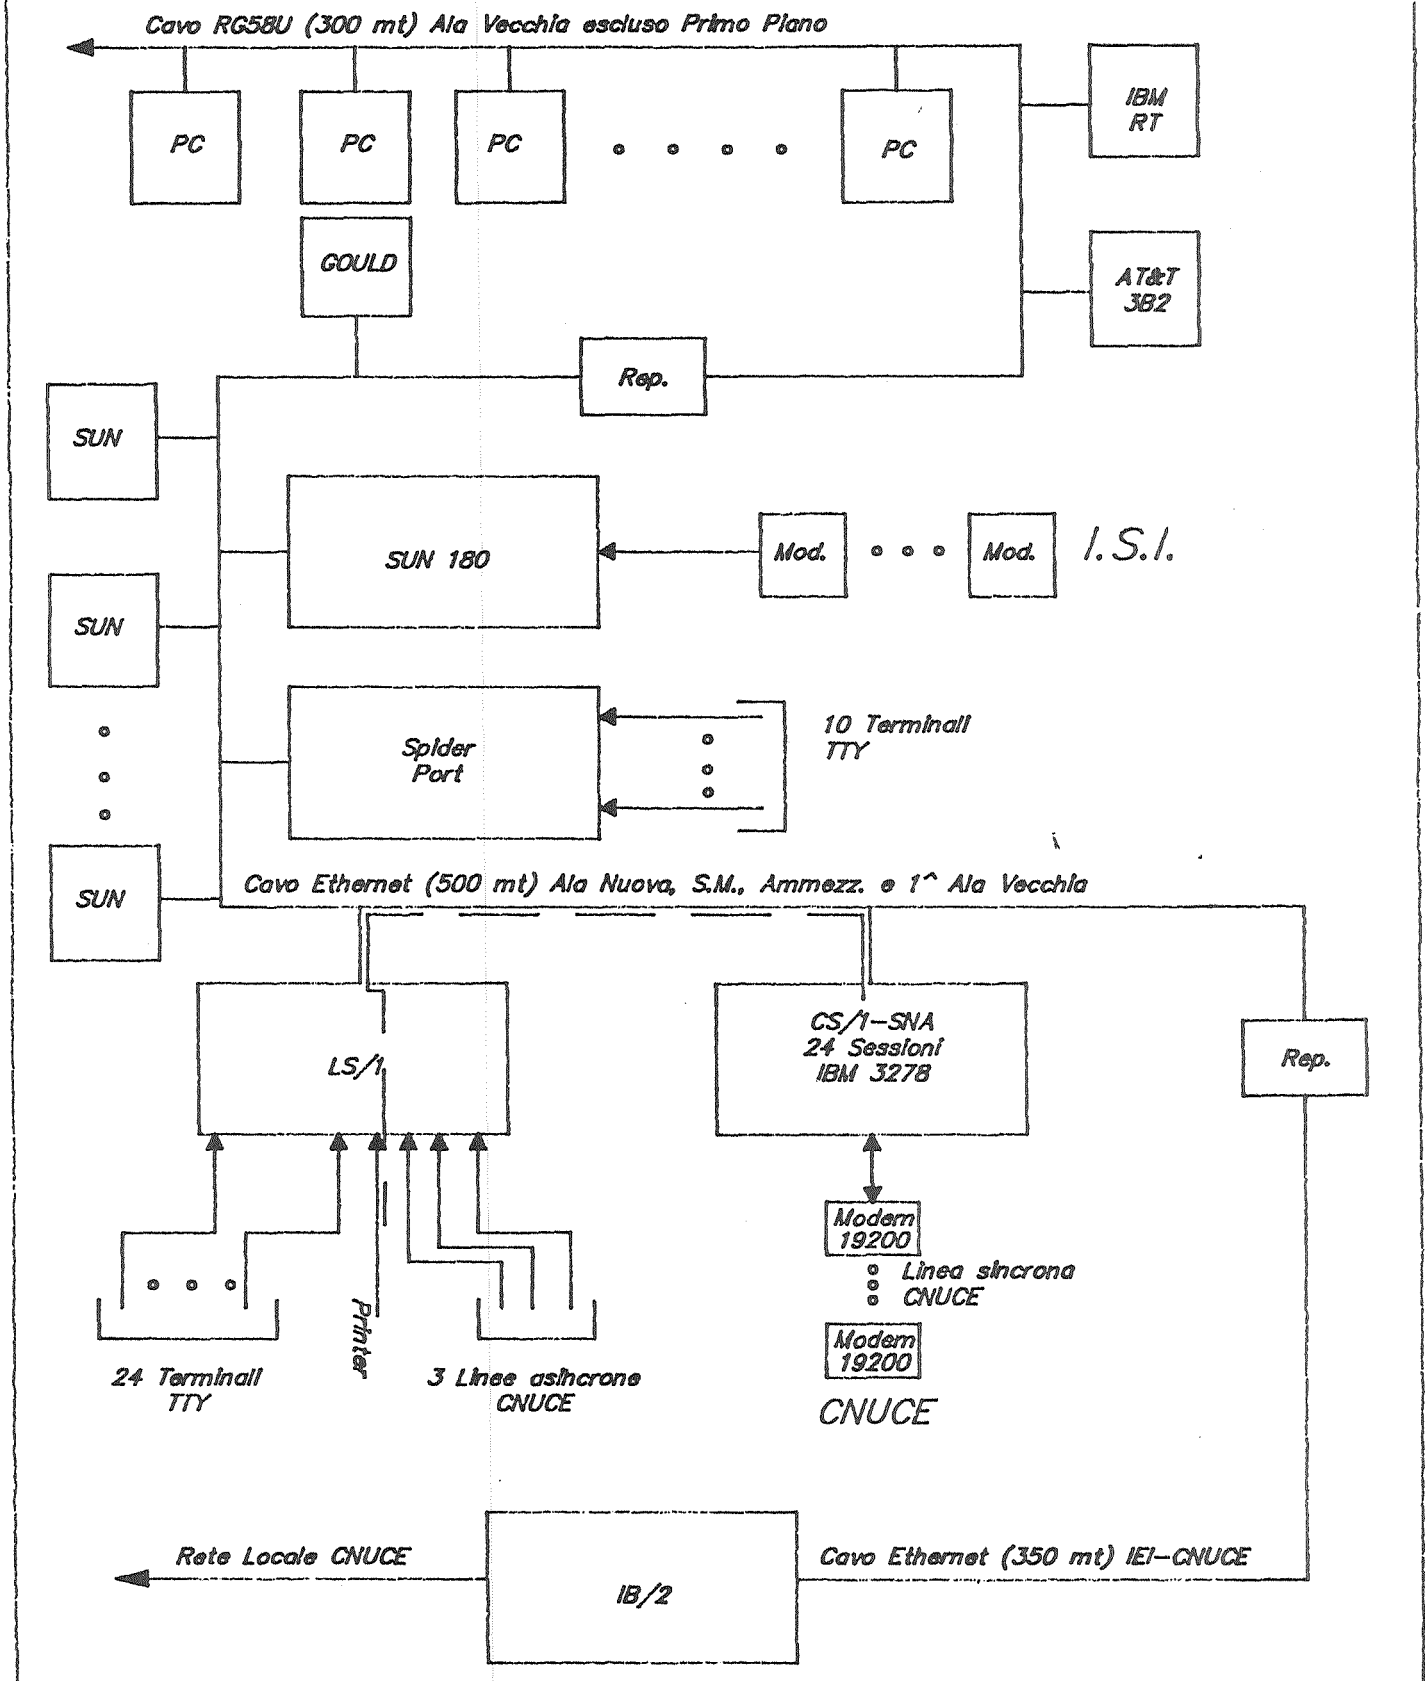 Cavo RG58U (300 mt) Ala Vecchia escluso Primo Piano
PC
PC
PC
PC
IBM
RT
GOULD
AT&T
3B2
Rep.
SUN
SUN 180
Mod.
Mod.
I.S.I.
SUN
Spider
Port
10 Terminali
TTY
SUN
Cavo Ethernet (500 mt) Ala Nuova, S.M., Ammezz. e 1^ Ala Vecchia
LS/1
CS/1-SNA
24 Sessioni
IBM 3278
Rep.
Modem
19200
Linea sincrona
CNUCE
Modem
19200
CNUCE
Printer
24 Terminali
TTY
3 Linee asincrone
CNUCE
Rete Locale CNUCE
IB/2
Cavo Ethernet (350 mt) IEI-CNUCE